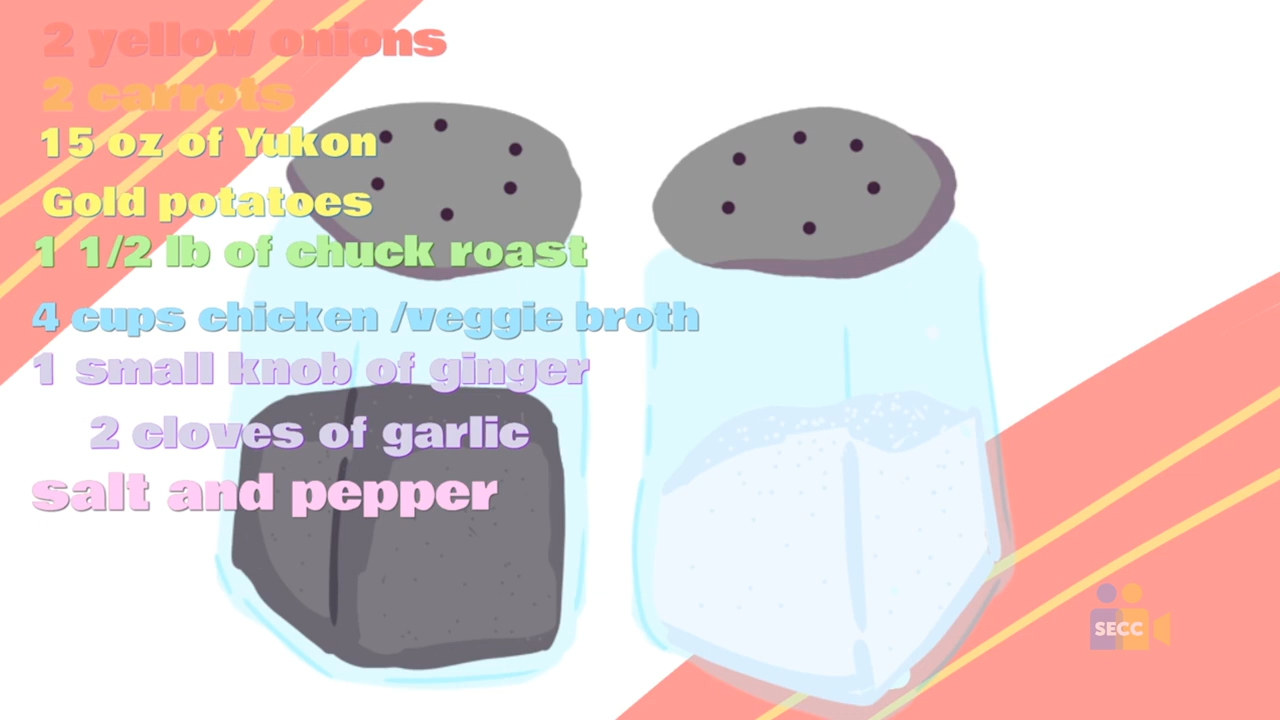 2 yellow onions
2 carrots
15 oz of Yukon
Gold potatoes
1 1/2 lb of chuck roast
4 cups chicken /veggie broth
1 small knob of ginger
2 cloves of garlic
salt and pepper
SECC